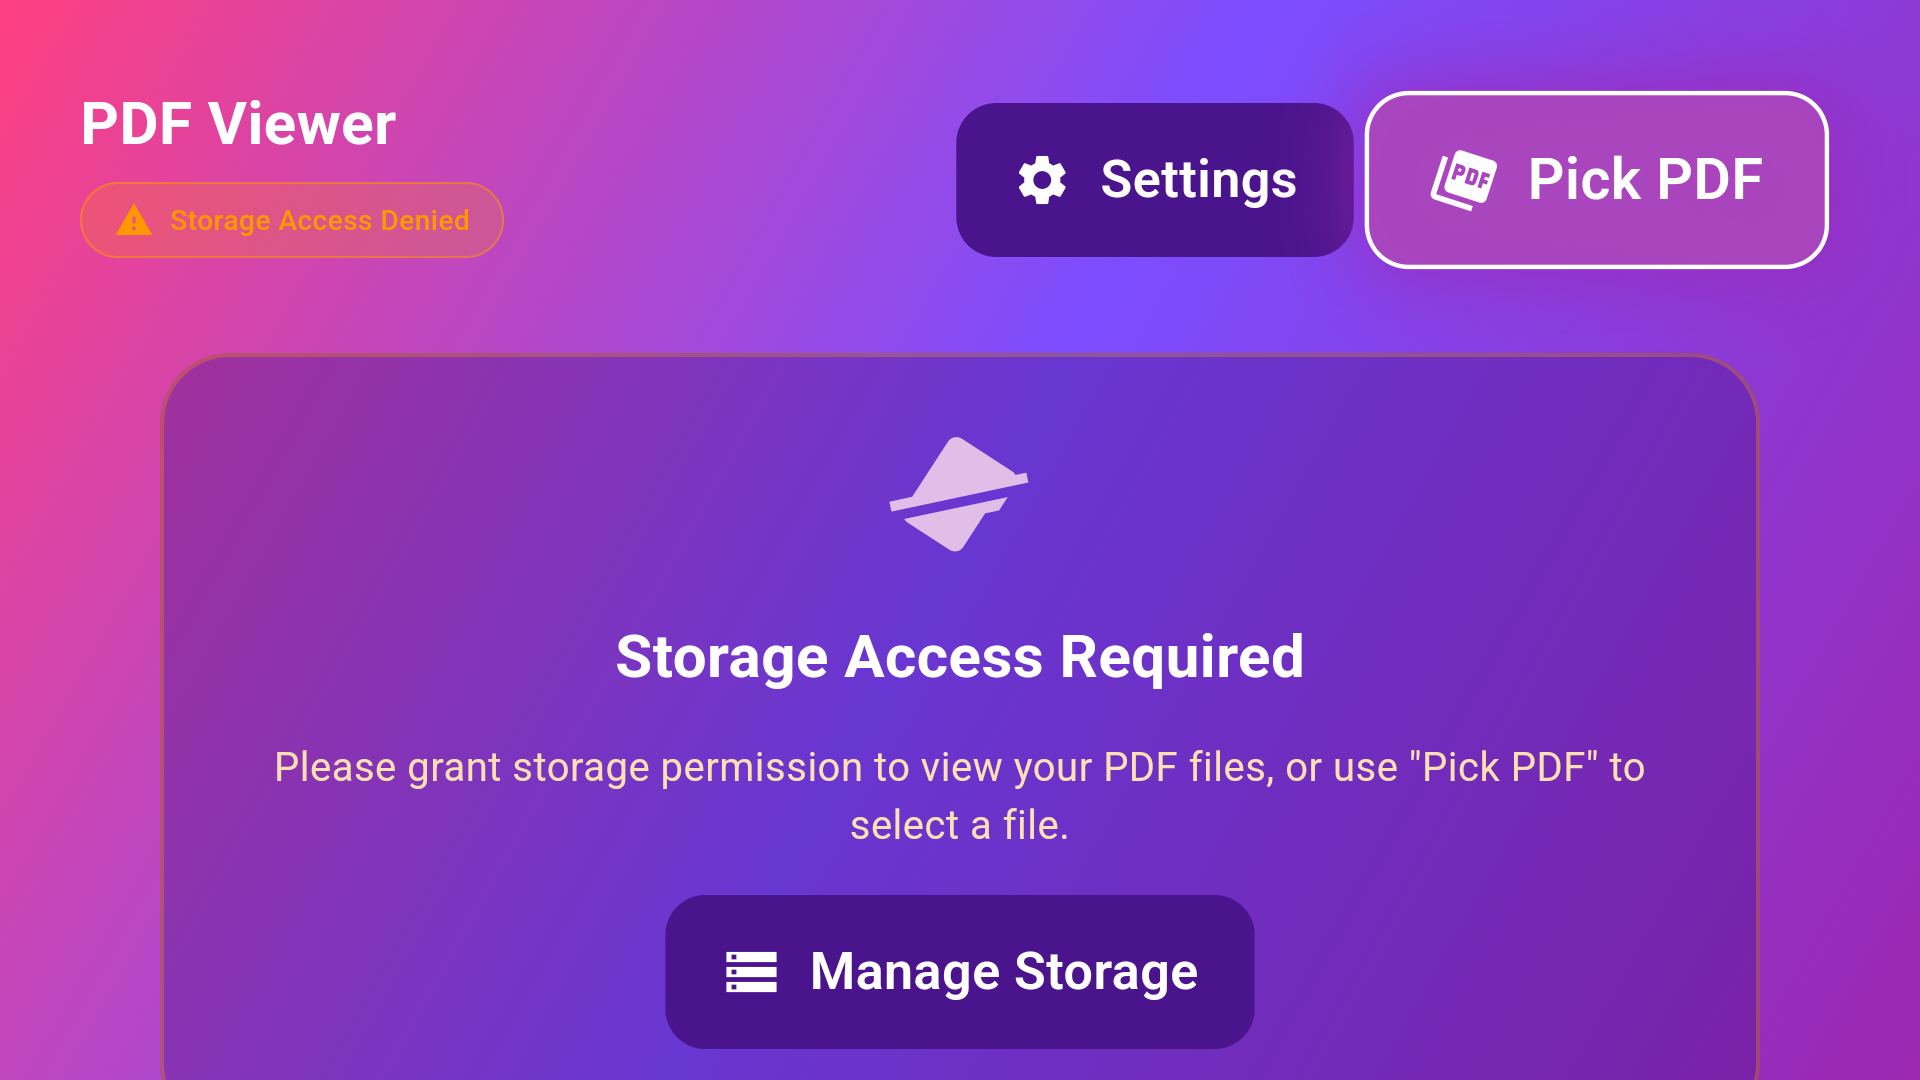 PDF Viewer
Storage Access Denied
Settings
PDF
Pick PDF
Storage Access Required
Please grant storage permission to view your PDF files, or use "Pick PDF" to
select a file.
Manage Storage